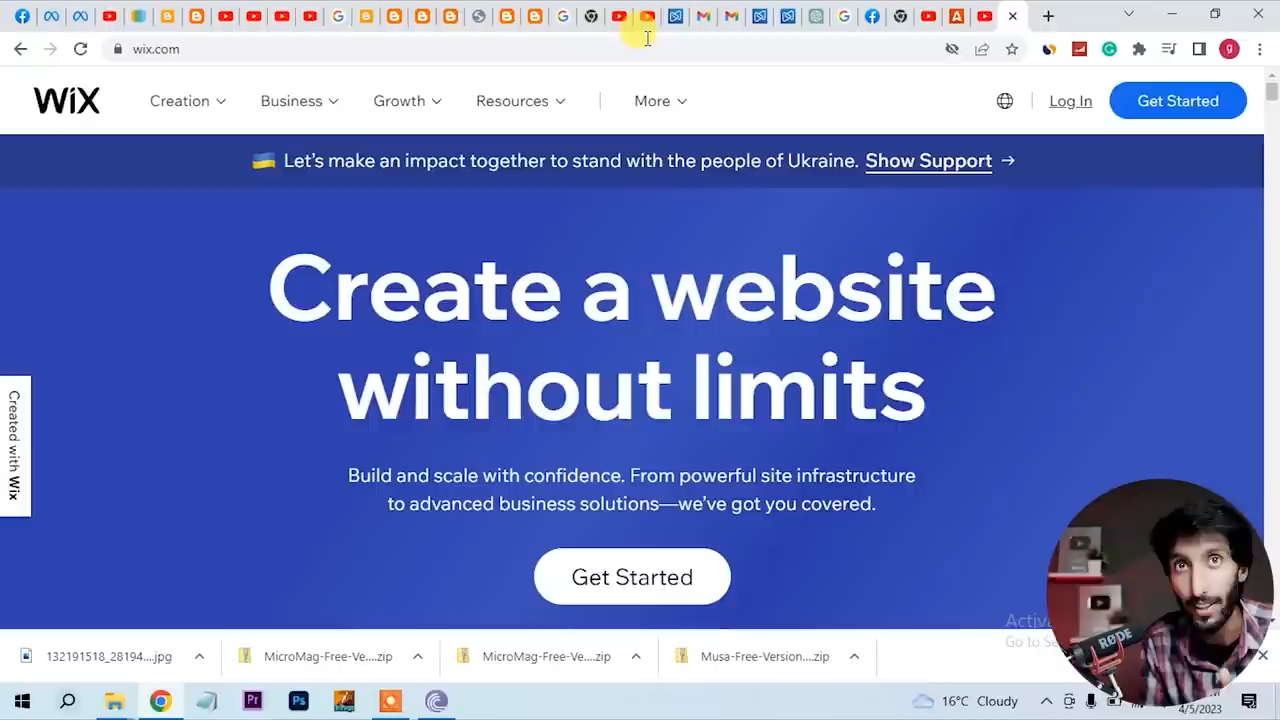 wix.com
g
WiX
Creation
Business
Growth
Resources
More
Log In
Get Started
Let's make an impact together to stand with the people of Ukraine. Show Support →
Create a website
without limits
Build and scale with confidence. From powerful site infrastructure
to advanced business solutions—we've got you covered.
Get Started
Created with Wix
RØDE
132191518_28194....jpg
MicroMag-Free-Ve....zip
MicroMag-Free-Ve....zip
Musa-Free-Version....zip
Pr
Ps
16°C Cloudy
4/5/2023